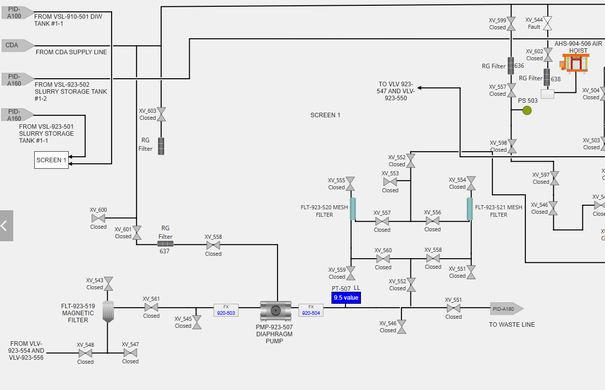 PID-
A100
FROM VSL-910-501 DIW
TANK #1-1
CDA
FROM CDA SUPPLY LINE
PID-
A160
FROM VSL-923-502
SLURRY STORAGE TANK
#1-2
PID-
A160
FROM VSL-923-501
SLURRY STORAGE
TANK #1-1
SCREEN 1
XV_603
Closed
RG
Filter
XV_600
Closed
XV_601
Closed
RG
Filter
637
XV_558
Closed
XV_543
Closed
FLT-923-519
MAGNETIC
FILTER
XV_561
Closed
XV_545
Closed
FX
920-503
PMP-923-507
DIAPHRAGM
PUMP
FX
920-504
FROM VLV-
923-554 AND
VLV-923-556
XV_548
Closed
XV_547
Closed
SCREEN 1
TO VLV 923-
547 AND VLV-
923-550
XV_599
Closed
XV_544
Fault
AHS-904-506 AIR
HOIST
XV_602
Closed
RG Filter
636
RG Filter
638
XV_557
Closed
PS 503
XV_504
Closed
XV_598
Closed
XV_503
Closed
XV_552
Closed
XV_553
Closed
XV_555
Closed
XV_554
Closed
XV_597
Closed
XV_546
Closed
FLT-923-520 MESH
FILTER
FLT-923-521 MESH
FILTER
XV_557
Closed
XV_556
Closed
XV_560
Closed
XV_558
Closed
XV_559
Closed
XV_551
Closed
PT-507 LL
9.5 value
XV_552
Closed
XV_551
Closed
XV_546
Closed
PID-A160
TO WASTE LINE